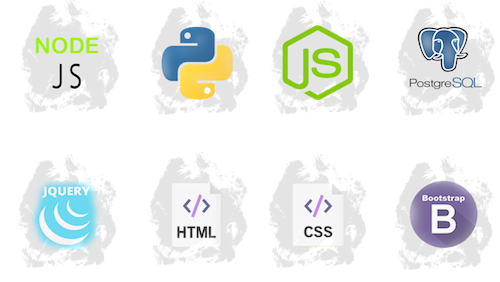 NODE
JS
JS
PostgreSQL
JQUERY
</>
HTML
</>
CSS
Bootstrap
B